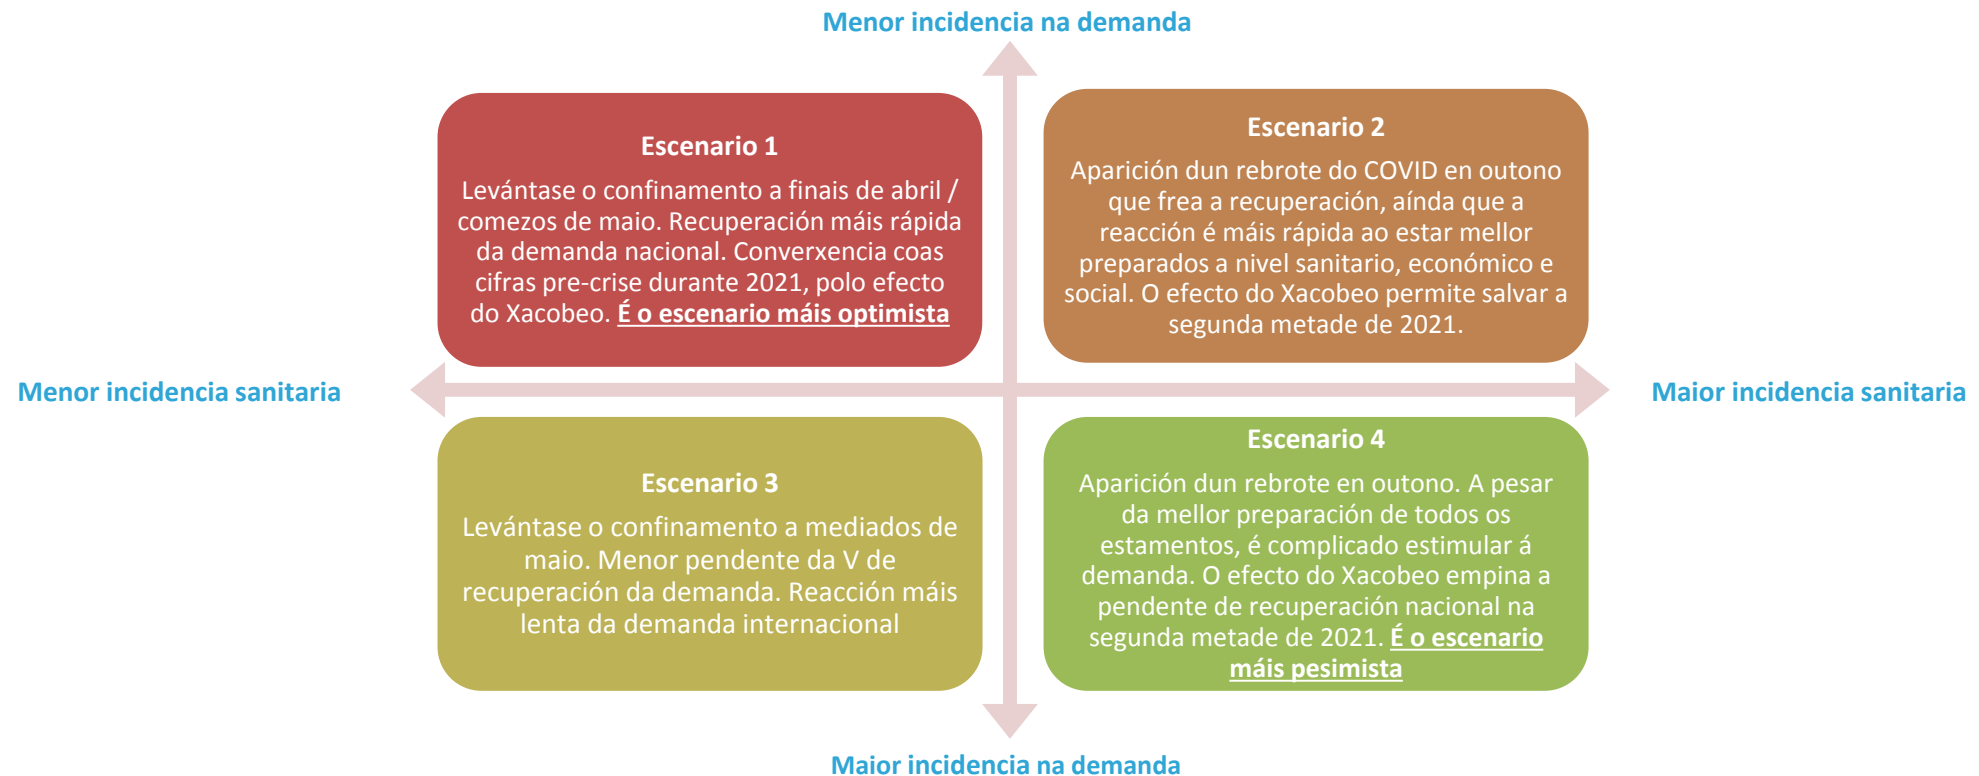 Menor incidencia na demanda
Escenario 1
Levántase o confinamento a finais de abril /
comezos de maio. Recuperación máis rápida
da demanda nacional. Converxencia coas
cifras pre-crise durante 2021, polo efecto
do Xacobeo. É o escenario máis optimista
Escenario 2
Aparición dun rebrote do COVID en outono
que frea a recuperación, aínda que a
reacción é máis rápida ao estar mellor
preparados a nivel sanitario, económico e
social. O efecto do Xacobeo permite salvar a
segunda metade de 2021.
Menor incidencia sanitaria
Maior incidencia sanitaria
Escenario 3
Levántase o confinamento a mediados de
maio. Menor pendente da V de
recuperación da demanda. Reacción máis
lenta da demanda internacional
Escenario 4
Aparición dun rebrote en outono. A pesar
da mellor preparación de todos os
estamentos, é complicado estimular á
demanda. O efecto do Xacobeo empina a
pendente de recuperación nacional na
segunda metade de 2021. É o escenario
máis pesimista
Maior incidencia na demanda